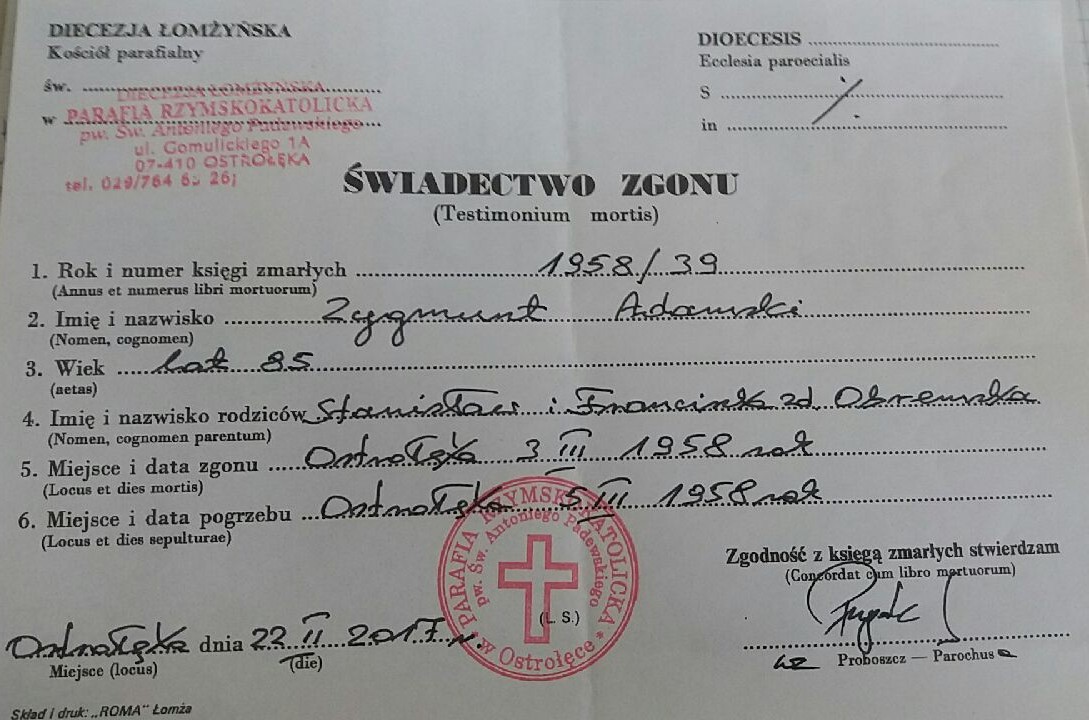 DIECEZJA ŁOMŻYŃSKA
Kościół parafialny
św. ..........
w ..........
DIECEZJA ŁOMŻYŃSKA
PARAFIA RZYMSKOKATOLICKA
pw. Św. Antoniego Padewskiego
ul. Gomulickiego 1A
07-410 OSTROŁĘKA
tel. 029/764 65 26
DIOECESIS ..........
Ecclesia paroecialis
S ..........
in ..........
ŚWIADECTWO ZGONU
(Testimonium mortis)
1. Rok i numer księgi zmarłych 1958/39
(Annus et numerus libri mortuorum)
2. Imię i nazwisko Zygmunt Adamski
(Nomen, cognomen)
3. Wiek lat 85
(aetas)
4. Imię i nazwisko rodziców Stanisław i Franciszka zd. Obremska
(Nomen, cognomen parentum)
5. Miejsce i data zgonu Ostrołęka 3 III 1958 rok
(Locus et dies mortis)
6. Miejsce i data pogrzebu Ostrołęka 5 III 1958 rok
(Locus et dies sepulturae)
PARAFIA RZYMSKOKATOLICKA
pw. Św. Antoniego Padewskiego
w Ostrołęce
(L. S.)
Zgodność z księgą zmarłych stwierdzam
(Concordat cum libro mortuorum)
Ostrołęka dnia 22 II 2017 r.
Miejsce (locus) (die)
Proboszcz — Parochus
Skład i druk: „ROMA" Łomża